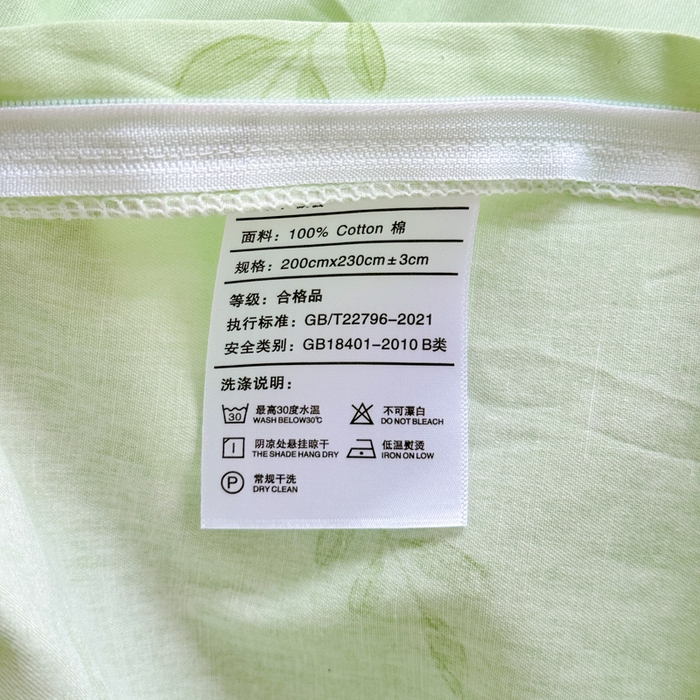 面料：100% Cotton 棉
规格：200cmx230cm±3cm
等级：合格品
执行标准：GB/T22796-2021
安全类别：GB18401-2010 B类
洗涤说明：
30 最高30度水温 不可漂白
WASH BELOW30℃ DO NOT BLEACH
阴凉处悬挂晾干 低温熨烫
THE SHADE HANG DRY IRON ON LOW
P 常规干洗
DRY CLEAN